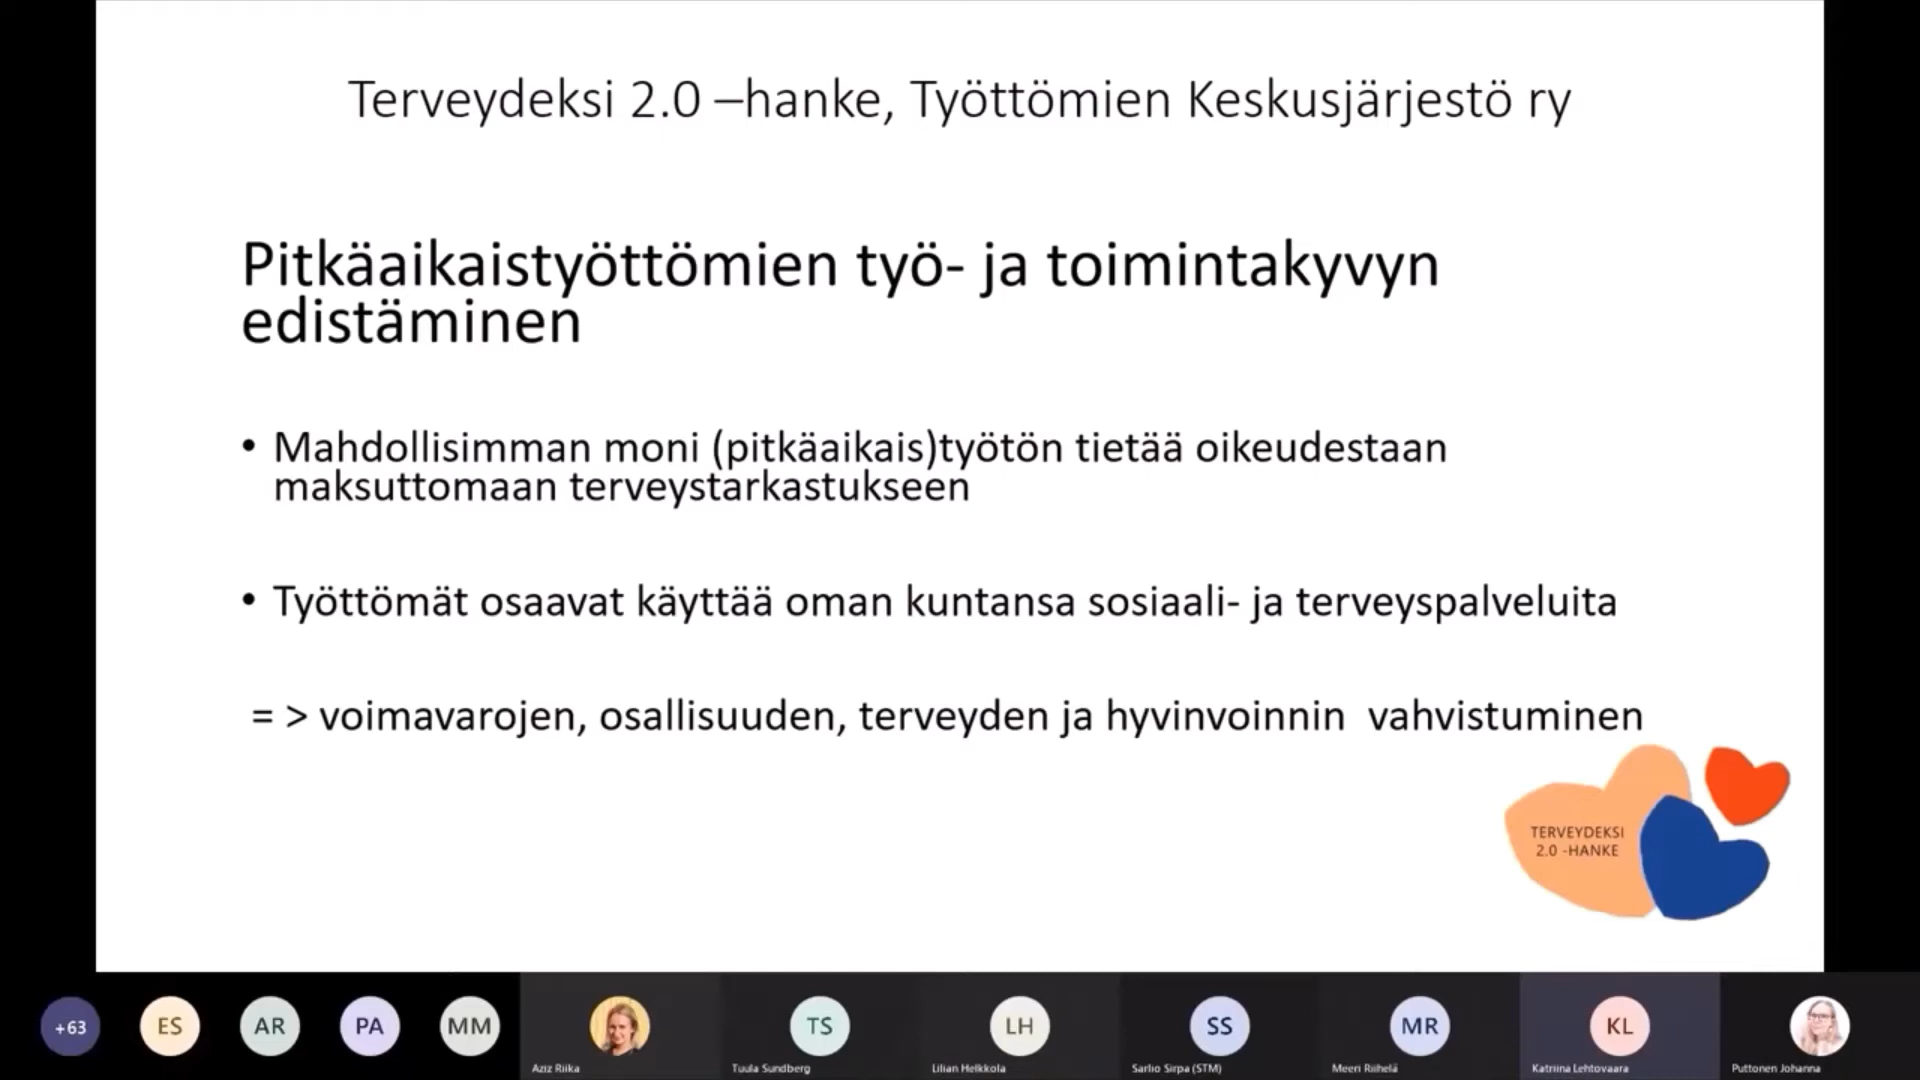 Terveydeksi 2.0 –hanke, Työttömien Keskusjärjestö ry
Pitkäaikaistyöttömien työ- ja toimintakyvyn
edistäminen
• Mahdollisimman moni (pitkäaikais)työtön tietää oikeudestaan
maksuttomaan terveystarkastukseen
• Työttömät osaavat käyttää oman kuntansa sosiaali- ja terveyspalveluita
= > voimavarojen, osallisuuden, terveyden ja hyvinvoinnin  vahvistuminen
TERVEYDEKSI
2.0 -HANKE
+63
ES
AR
PA
MM
TS
LH
SS
MR
KL
Aziz Riika
Tuula Sundberg
Lilian Helkkola
Sarlio Sirpa (STM)
Meeri Riihelä
Katriina Lehtovaara
Puttonen Johanna